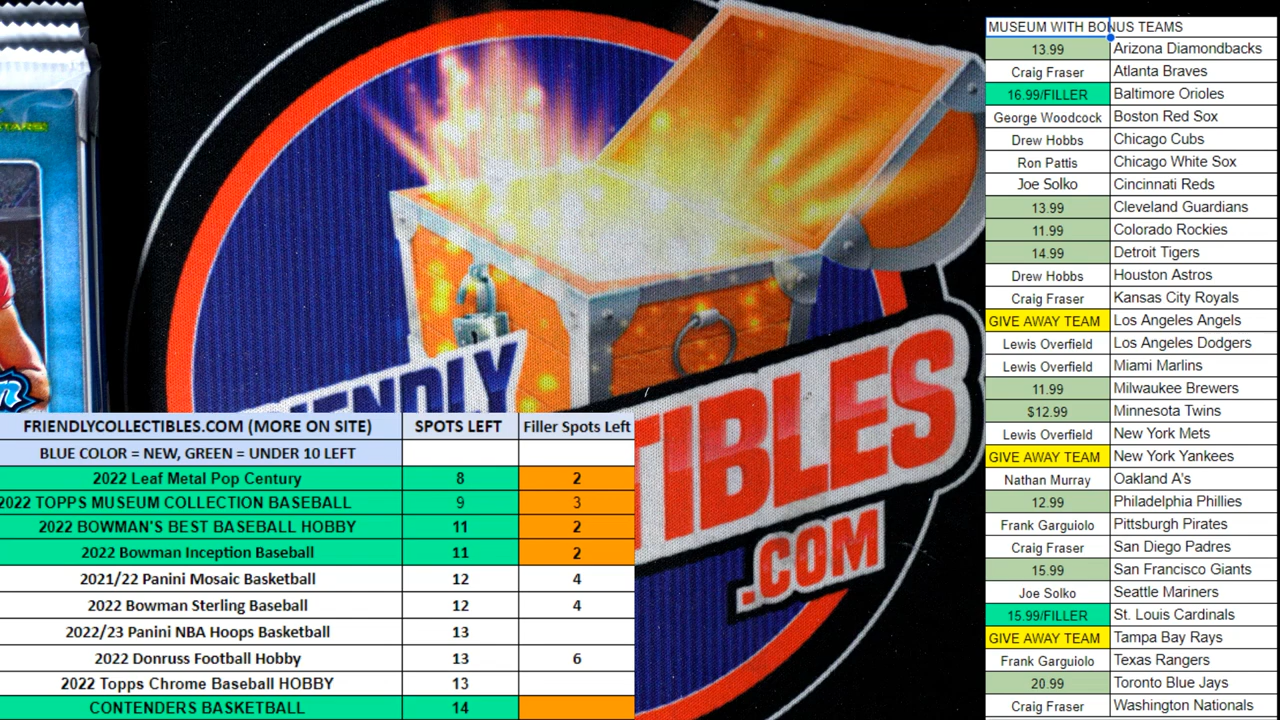 MUSEUM WITH BONUS TEAMS
13.99 Arizona Diamondbacks
Craig Fraser Atlanta Braves
16.99/FILLER Baltimore Orioles
George Woodcock Boston Red Sox
Drew Hobbs Chicago Cubs
Ron Pattis Chicago White Sox
Joe Solko Cincinnati Reds
13.99 Cleveland Guardians
11.99 Colorado Rockies
14.99 Detroit Tigers
Drew Hobbs Houston Astros
Craig Fraser Kansas City Royals
GIVE AWAY TEAM Los Angeles Angels
Lewis Overfield Los Angeles Dodgers
Lewis Overfield Miami Marlins
11.99 Milwaukee Brewers
$12.99 Minnesota Twins
Lewis Overfield New York Mets
GIVE AWAY TEAM New York Yankees
Nathan Murray Oakland A's
12.99 Philadelphia Phillies
Frank Garguiolo Pittsburgh Pirates
Craig Fraser San Diego Padres
15.99 San Francisco Giants
Joe Solko Seattle Mariners
15.99/FILLER St. Louis Cardinals
GIVE AWAY TEAM Tampa Bay Rays
Frank Garguiolo Texas Rangers
20.99 Toronto Blue Jays
Craig Fraser Washington Nationals
FRIENDLYCOLLECTIBLES.COM (MORE ON SITE) SPOTS LEFT Filler Spots Left
BLUE COLOR = NEW, GREEN = UNDER 10 LEFT
2022 Leaf Metal Pop Century 8 2
2022 TOPPS MUSEUM COLLECTION BASEBALL 9 3
2022 BOWMAN'S BEST BASEBALL HOBBY 11 2
2022 Bowman Inception Baseball 11 2
2021/22 Panini Mosaic Basketball 12 4
2022 Bowman Sterling Baseball 12 4
2022/23 Panini NBA Hoops Basketball 13
2022 Donruss Football Hobby 13 6
2022 Topps Chrome Baseball HOBBY 13
CONTENDERS BASKETBALL 14
IENDLY
TIBLES
.COM